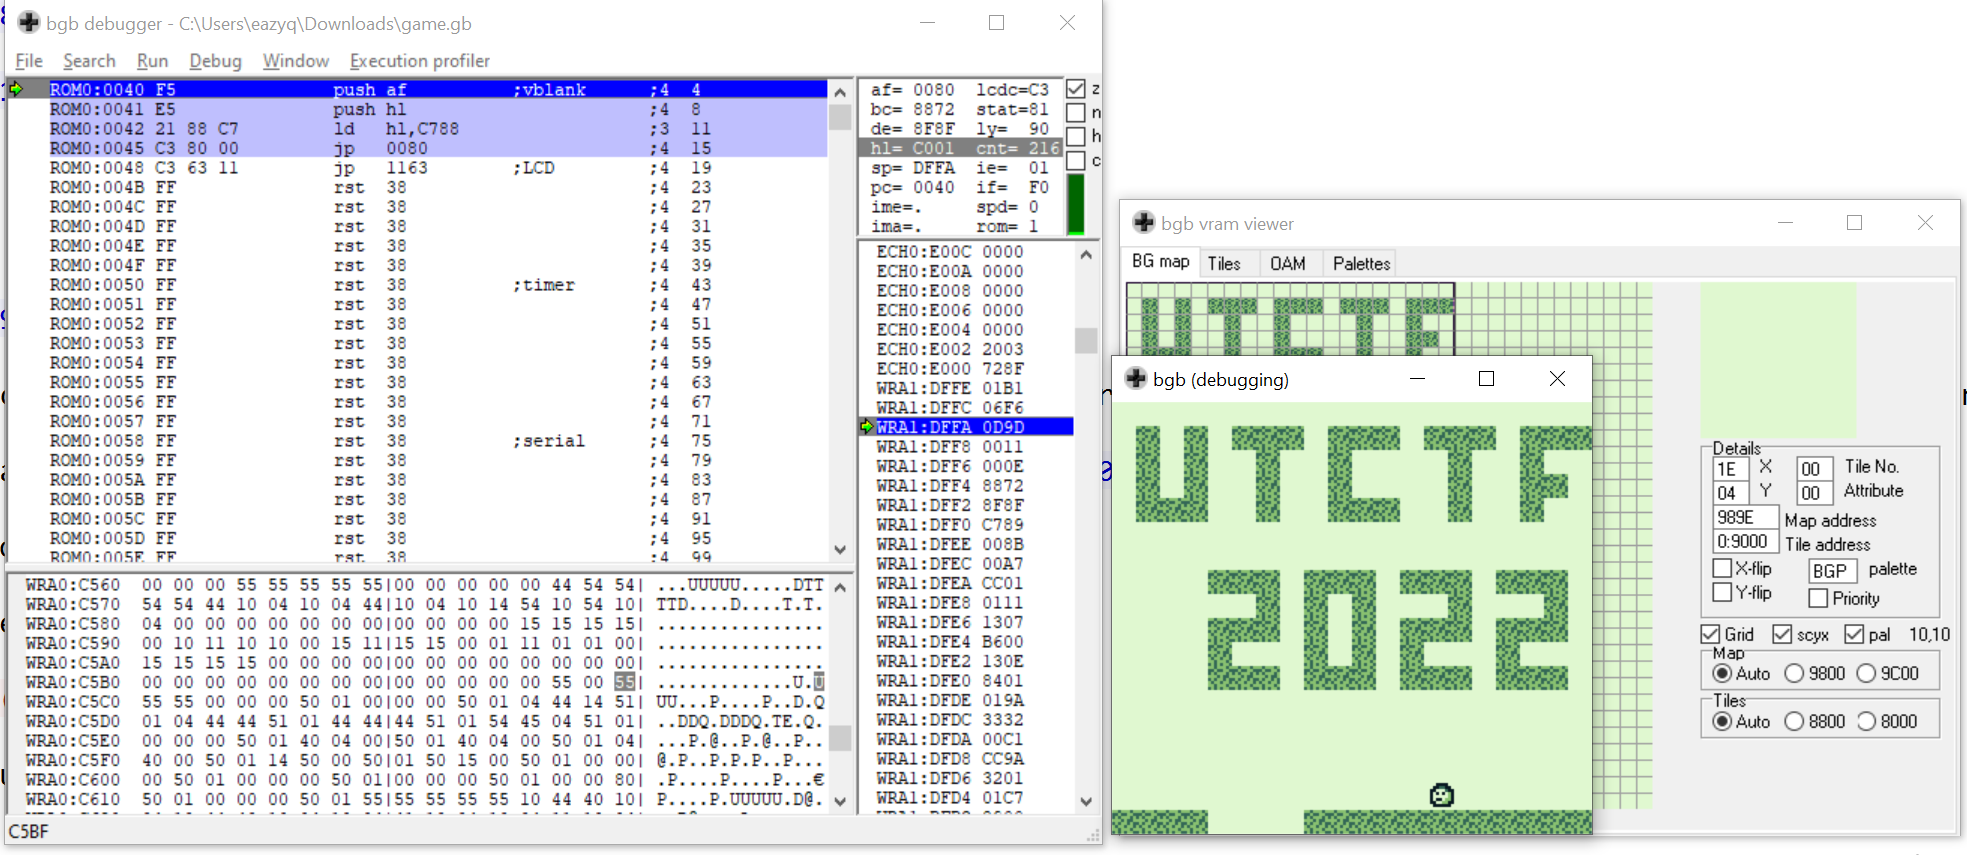 bgb debugger - C:\Users\eazyq\Downloads\game.gb
File Search Run Debug Window Execution profiler
ROM0:0040 F5 push af ;vblank ;4 4
ROM0:0041 E5 push hl ;4 8
ROM0:0042 21 88 C7 ld hl,C788 ;3 11
ROM0:0045 C3 80 00 jp 0080 ;4 15
ROM0:0048 C3 63 11 jp 1163 ;LCD ;4 19
ROM0:004B FF rst 38 ;4 23
ROM0:004C FF rst 38 ;4 27
ROM0:004D FF rst 38 ;4 31
ROM0:004E FF rst 38 ;4 35
ROM0:004F FF rst 38 ;4 39
ROM0:0050 FF rst 38 ;timer ;4 43
ROM0:0051 FF rst 38 ;4 47
ROM0:0052 FF rst 38 ;4 51
ROM0:0053 FF rst 38 ;4 55
ROM0:0054 FF rst 38 ;4 59
ROM0:0055 FF rst 38 ;4 63
ROM0:0056 FF rst 38 ;4 67
ROM0:0057 FF rst 38 ;4 71
ROM0:0058 FF rst 38 ;serial ;4 75
ROM0:0059 FF rst 38 ;4 79
ROM0:005A FF rst 38 ;4 83
ROM0:005B FF rst 38 ;4 87
ROM0:005C FF rst 38 ;4 91
ROM0:005D FF rst 38 ;4 95
ROM0:005E FF rst 38 ;4 99
af= 0080 lcdc=C3 z
bc= 8872 stat=81 n
de= 8F8F ly= 90
hl= C001 cnt= 216 h
sp= DFFA ie= 01 c
pc= 0040 if= F0
ime=. spd= 0
ima=. rom= 1
ECH0:E00C 0000
ECH0:E00A 0000
ECH0:E008 0000
ECH0:E006 0000
ECH0:E004 0000
ECH0:E002 2003
ECH0:E000 728F
WRA1:DFFE 01B1
WRA1:DFFC 06F6
WRA1:DFFA 0D9D
WRA1:DFF8 0011
WRA1:DFF6 000E
WRA1:DFF4 8872
WRA1:DFF2 8F8F
WRA1:DFF0 C789
WRA1:DFEE 008B
WRA1:DFEC 00A7
WRA1:DFEA CC01
WRA1:DFE8 0111
WRA1:DFE6 1307
WRA1:DFE4 B600
WRA1:DFE2 130E
WRA1:DFE0 8401
WRA1:DFDE 019A
WRA1:DFDC 3332
WRA1:DFDA 00C1
WRA1:DFD8 CC9A
WRA1:DFD6 3201
WRA1:DFD4 01C7
WRA0:C560 00 00 00 55 55 55 55 55|00 00 00 00 00 44 54 54| ...UUUUU.....DTT
WRA0:C570 54 54 44 10 04 10 04 44|10 04 10 14 54 10 54 10| TTD....D....T.T.
WRA0:C580 04 00 00 00 00 00 00 00|00 00 00 00 15 15 15 15| ................
WRA0:C590 00 10 11 10 10 00 15 11|15 15 00 01 11 01 01 00| ................
WRA0:C5A0 15 15 15 15 00 00 00 00|00 00 00 00 00 00 00 00| ................
WRA0:C5B0 00 00 00 00 00 00 00 00|00 00 00 00 00 55 00 55| .............U.U
WRA0:C5C0 55 55 00 00 00 50 01 00|00 00 50 01 04 44 14 51| UU...P....P..D.Q
WRA0:C5D0 01 04 44 44 51 01 44 44|44 51 01 54 45 04 51 01| ..DDQ.DDDQ.TE.Q.
WRA0:C5E0 00 00 00 50 01 40 04 00|50 01 40 04 00 50 01 04| ...P.@..P.@..P..
WRA0:C5F0 40 00 50 01 14 50 00 50|01 50 15 00 50 01 00 00| @.P..P.P.P..P...
WRA0:C600 00 50 01 00 00 00 50 01|00 00 00 50 01 00 00 80| .P....P....P...€
WRA0:C610 50 01 00 00 00 50 01 55|55 55 55 55 10 44 40 10| P....P.UUUUU.D@.
C5BF
bgb vram viewer
BG map Tiles OAM Palettes
UTCTF
bgb (debugging)
UTCTF
2022
Details
1E X 00 Tile No.
04 Y 00 Attribute
989E Map address
0:9000 Tile address
X-flip BGP palette
Y-flip Priority
Grid scyx pal 10,10
Map
Auto 9800 9C00
Tiles
Auto 8800 8000